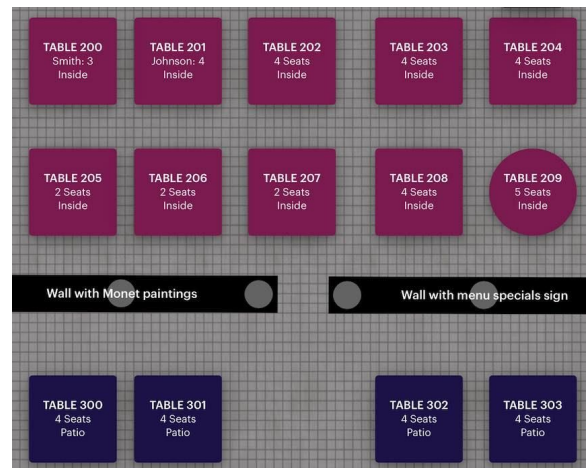 TABLE 200
Smith: 3
Inside
TABLE 201
Johnson: 4
Inside
TABLE 202
4 Seats
Inside
TABLE 203
4 Seats
Inside
TABLE 204
4 Seats
Inside
TABLE 205
2 Seats
Inside
TABLE 206
2 Seats
Inside
TABLE 207
2 Seats
Inside
TABLE 208
4 Seats
Inside
TABLE 209
5 Seats
Inside
Wall with Monet paintings
Wall with menu specials sign
TABLE 300
4 Seats
Patio
TABLE 301
4 Seats
Patio
TABLE 302
4 Seats
Patio
TABLE 303
4 Seats
Patio